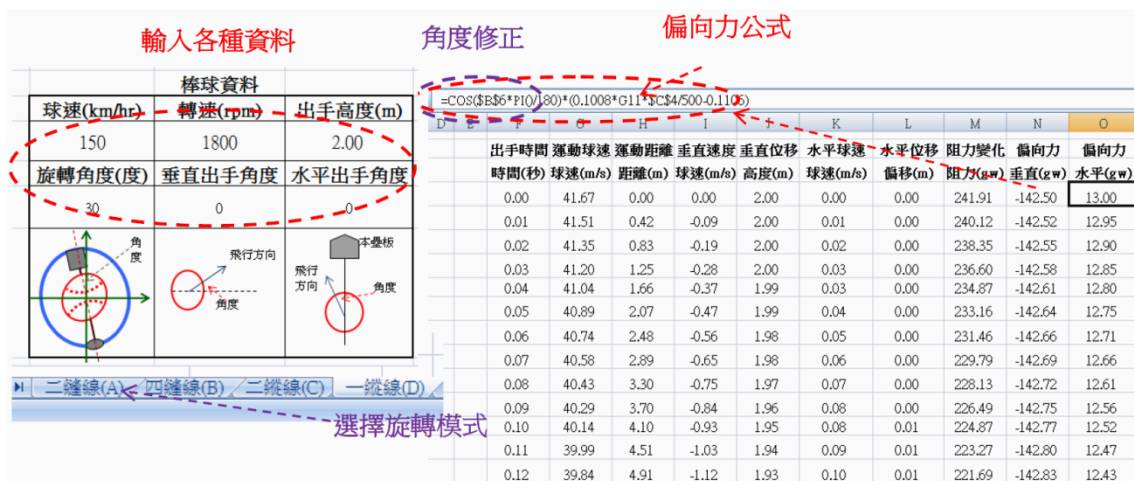 輸入各種資料
角度修正
偏向力公式
棒球資料
球速(km/hr) 轉速(rpm) 出手高度(m)
150 1800 2.00
旋轉角度(度) 垂直出手角度 水平出手角度
30 0 0
角度
飛行方向
角度
本壘板
飛行方向
角度
二縫線(A) 四縫線(B) 二縱線(C) 一縱線(D)
選擇旋轉模式
=COS($B$6*PI()/180)*(0.1008*G11*$C$4/500-0.1106)
D E F G H I J K L M N O
出手時間 運動球速 運動距離 垂直速度 垂直位移 水平球速 水平位移 阻力變化 偏向力 偏向力
時間(秒) 球速(m/s) 距離(m) 球速(m/s) 高度(m) 球速(m/s) 偏移(m) 阻力(gw) 垂直(gw) 水平(gw)
0.00 41.67 0.00 0.00 2.00 0.00 0.00 241.91 -142.50 13.00
0.01 41.51 0.42 -0.09 2.00 0.01 0.00 240.12 -142.52 12.95
0.02 41.35 0.83 -0.19 2.00 0.02 0.00 238.35 -142.55 12.90
0.03 41.20 1.25 -0.28 2.00 0.03 0.00 236.60 -142.58 12.85
0.04 41.04 1.66 -0.37 1.99 0.03 0.00 234.87 -142.61 12.80
0.05 40.89 2.07 -0.47 1.99 0.04 0.00 233.16 -142.64 12.75
0.06 40.74 2.48 -0.56 1.98 0.05 0.00 231.46 -142.66 12.71
0.07 40.58 2.89 -0.65 1.98 0.06 0.00 229.79 -142.69 12.66
0.08 40.43 3.30 -0.75 1.97 0.07 0.00 228.13 -142.72 12.61
0.09 40.29 3.70 -0.84 1.96 0.08 0.00 226.49 -142.75 12.56
0.10 40.14 4.10 -0.93 1.95 0.08 0.01 224.87 -142.77 12.52
0.11 39.99 4.51 -1.03 1.94 0.09 0.01 223.27 -142.80 12.47
0.12 39.84 4.91 -1.12 1.93 0.10 0.01 221.69 -142.83 12.43